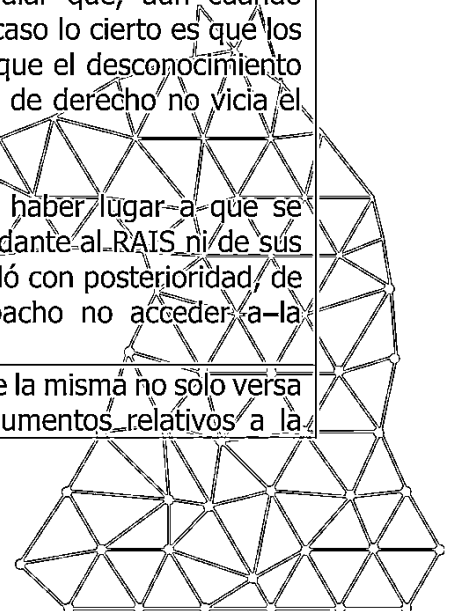 caso lo cierto es que los
que el desconocimiento
de derecho no vicia el
haber lugar a que se
dante al RAIS ni de sus
ló con posterioridad, de
pacho no acceder a la
e la misma no solo versa
umentos relativos a la